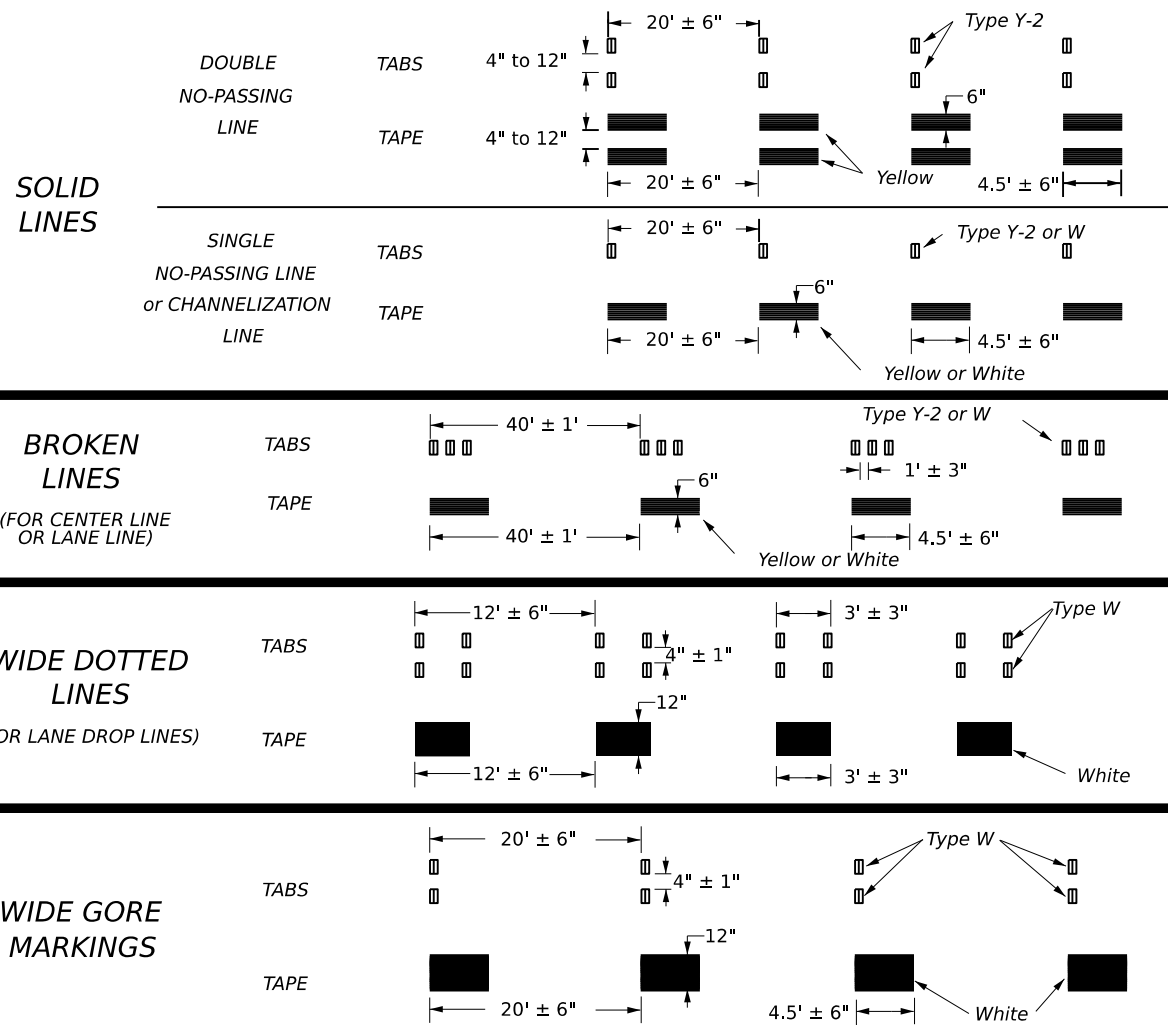 SOLID
LINES
DOUBLE
NO-PASSING
LINE
TABS
20' ± 6"
4" to 12"
Type Y-2
TAPE
4" to 12"
6"
Yellow
20' ± 6"
4.5' ± 6"
SINGLE
NO-PASSING LINE
or CHANNELIZATION
LINE
TABS
20' ± 6"
Type Y-2 or W
TAPE
6"
20' ± 6"
4.5' ± 6"
Yellow or White
BROKEN
LINES
(FOR CENTER LINE
OR LANE LINE)
TABS
40' ± 1'
Type Y-2 or W
1' ± 3"
TAPE
6"
40' ± 1'
4.5' ± 6"
Yellow or White
WIDE DOTTED
LINES
OR LANE DROP LINES)
TABS
12' ± 6"
3' ± 3"
Type W
4" ± 1"
TAPE
12"
12' ± 6"
3' ± 3"
White
WIDE GORE
MARKINGS
TABS
20' ± 6"
Type W
4" ± 1"
TAPE
12"
20' ± 6"
4.5' ± 6"
White